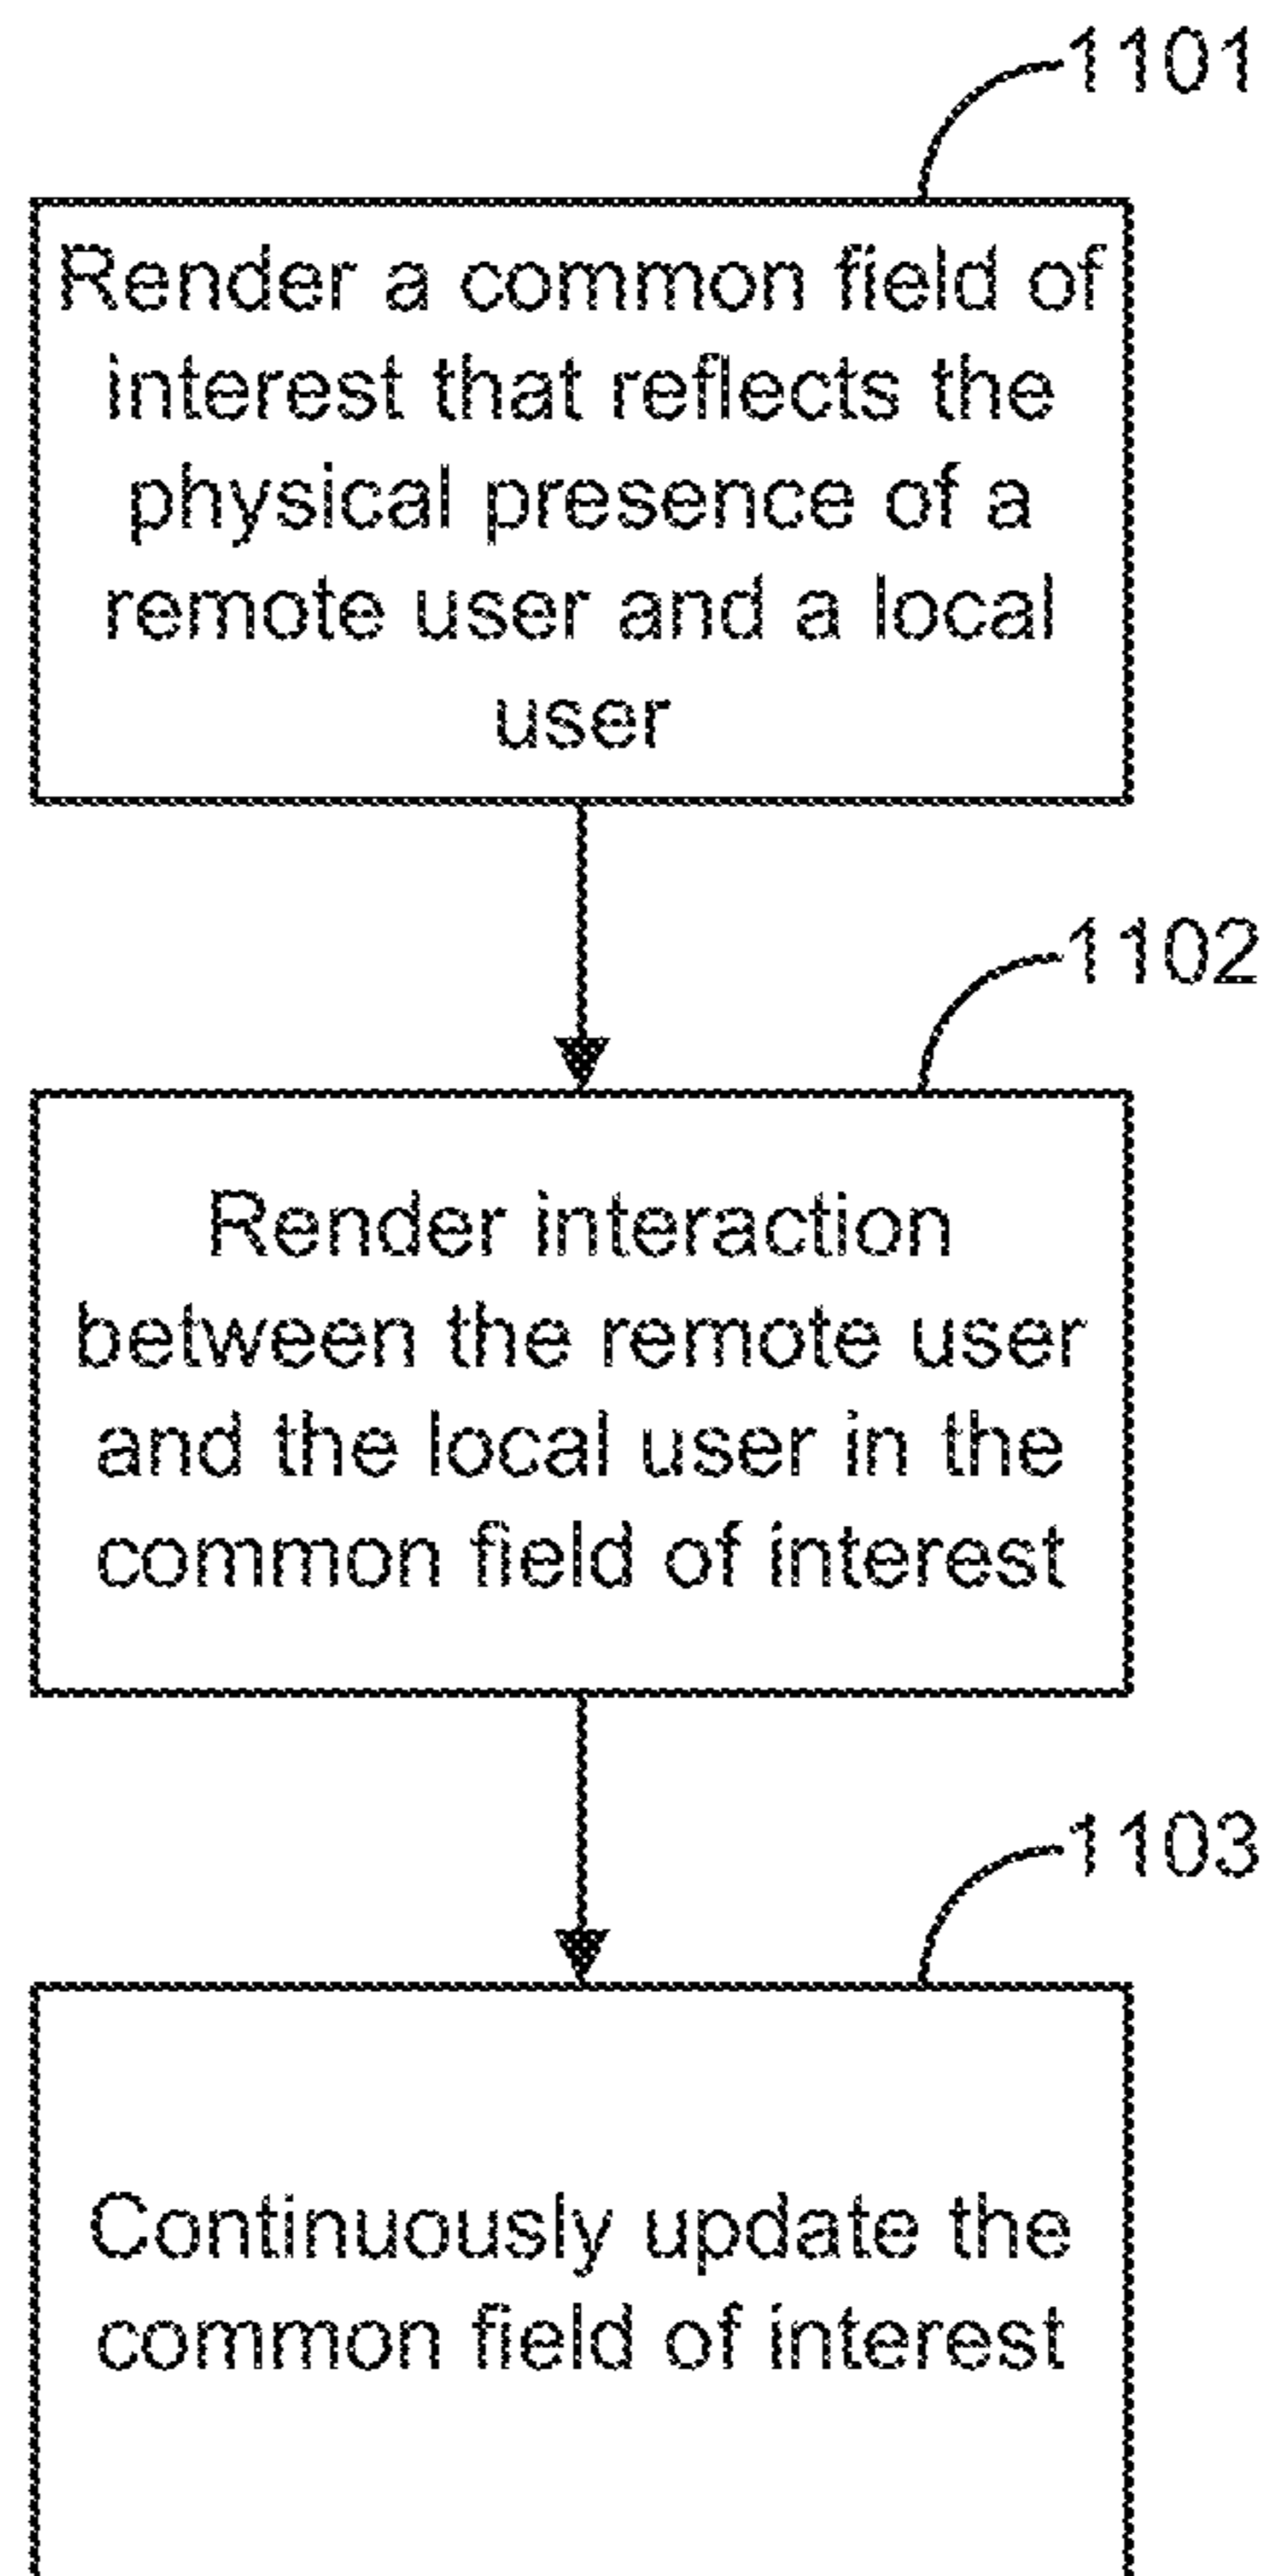 1101
Render a common field of
interest that reflects the
physical presence of a
remote user and a local
user
1102
Render interaction
between the remote user
and the local user in the
common field of interest
1103
Continuously update the
common field of interest